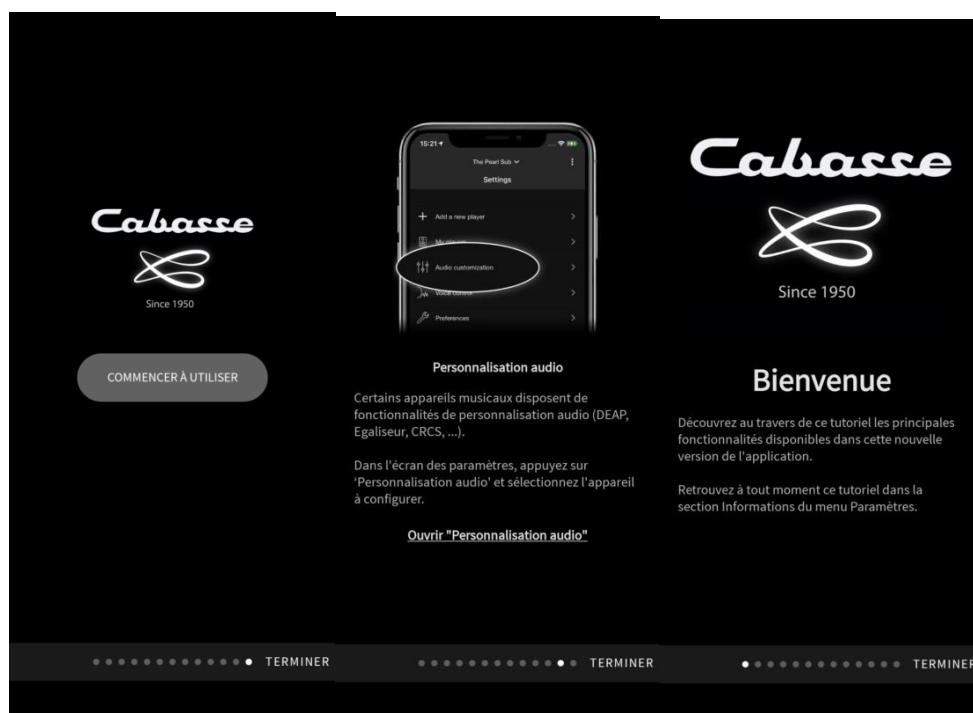 Cabasse
Since 1950
COMMENCER À UTILISER
TERMINER
15:21
The Pearl Sub
Settings
Add a new player
Audio customization
Voice control
Preferences
Personnalisation audio
Certains appareils musicaux disposent de
fonctionnalités de personnalisation audio (DEAP,
Egaliseur, CRCS, ...).
Dans l'écran des paramètres, appuyez sur
'Personnalisation audio' et sélectionnez l'appareil
à configurer.
Ouvrir "Personnalisation audio"
TERMINER
Cabasse
Since 1950
Bienvenue
Découvrez au travers de ce tutoriel les principales
fonctionnalités disponibles dans cette nouvelle
version de l'application.
Retrouvez à tout moment ce tutoriel dans la
section Informations du menu Paramètres.
TERMINER